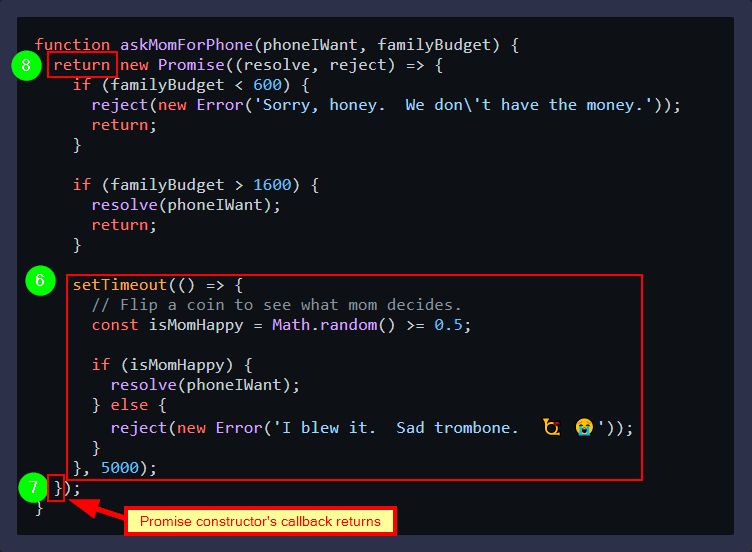 function askMomForPhone(phoneIWant, familyBudget) {
8 return new Promise((resolve, reject) => {
if (familyBudget < 600) {
reject(new Error('Sorry, honey.  We don\'t have the money.'));
return;
}
if (familyBudget > 1600) {
resolve(phoneIWant);
return;
}
6
setTimeout(() => {
// Flip a coin to see what mom decides.
const isMomHappy = Math.random() >= 0.5;
if (isMomHappy) {
resolve(phoneIWant);
} else {
reject(new Error('I blew it.  Sad trombone.  📯 😭'));
}
}, 5000);
7 });
}
Promise constructor's callback returns